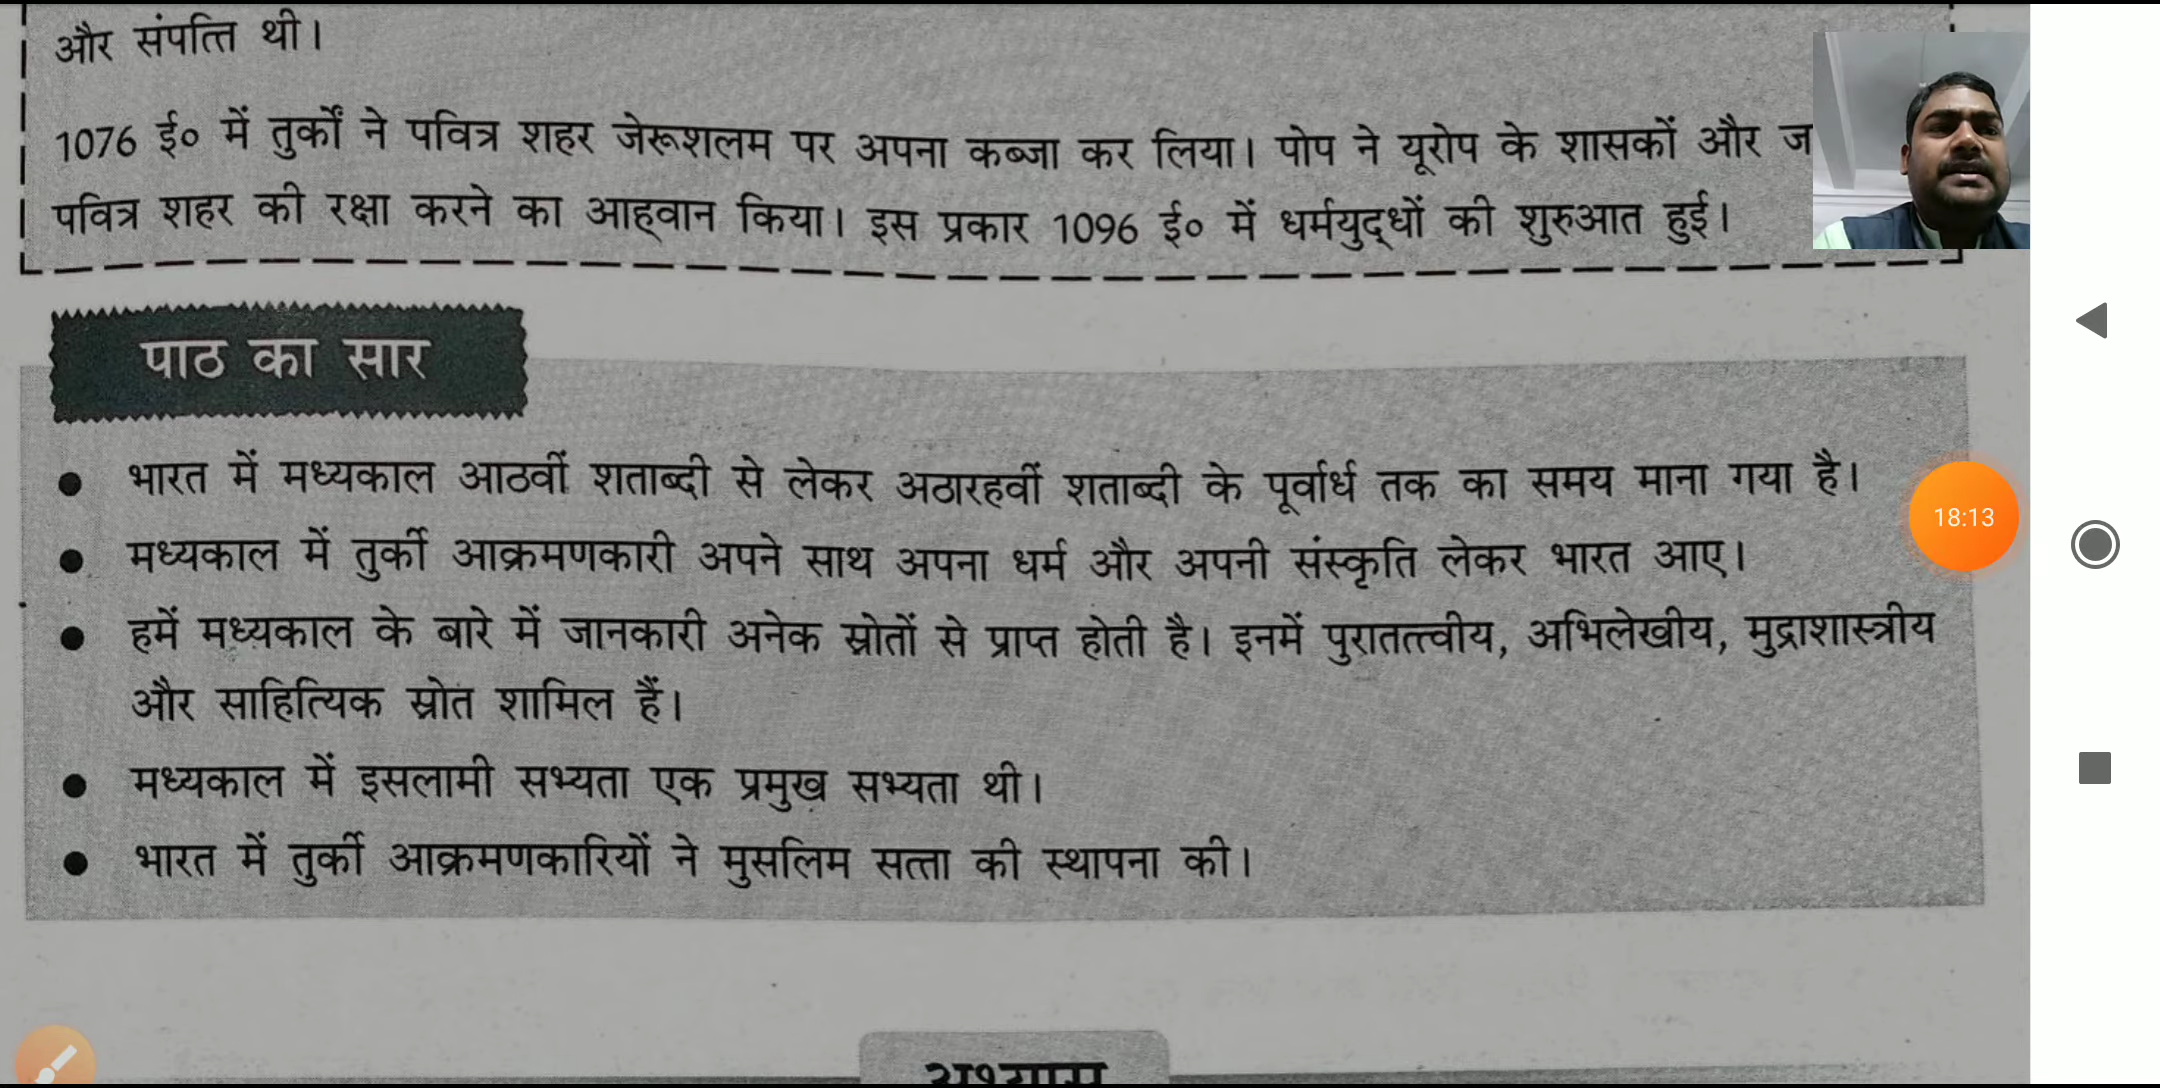 और संपत्ति थी।
1076 ई० में तुर्कों ने पवित्र शहर जेरूशलम पर अपना कब्जा कर लिया। पोप ने यूरोप के शासकों और
पवित्र शहर की रक्षा करने का आह्वान किया। इस प्रकार 1096 ई० में धर्मयुद्धों की शुरुआत हुई।
पाठ का सार
● भारत में मध्यकाल आठवीं शताब्दी से लेकर अठारहवीं शताब्दी के पूर्वार्ध तक का समय माना गया है।
18:13
● मध्यकाल में तुर्की आक्रमणकारी अपने साथ अपना धर्म और अपनी संस्कृति लेकर भारत आए।
● हमें मध्यकाल के बारे में जानकारी अनेक स्रोतों से प्राप्त होती है। इनमें पुरातत्त्वीय, अभिलेखीय, मुद्राशास्त्रीय
और साहित्यिक स्रोत शामिल हैं।
● मध्यकाल में इसलामी सभ्यता एक प्रमुख सभ्यता थी।
● भारत में तुर्की आक्रमणकारियों ने मुसलिम सत्ता की स्थापना की।
अभ्यास